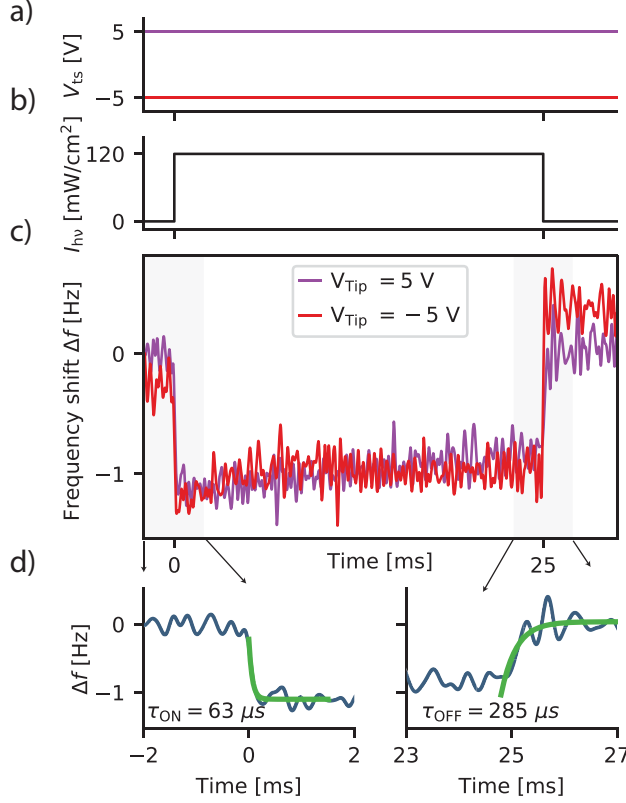 a)
5
−5
V_ts [V]
b)
120
0
I_hν [mW/cm²]
c)
V_Tip = 5 V
V_Tip = − 5 V
0
−1
Frequency shift Δf [Hz]
0
Time [ms]
25
d)
0
−1
Δf [Hz]
τ_ON = 63 μs
τ_OFF = 285 μs
−2
0
2
23
25
27
Time [ms]
Time [ms]